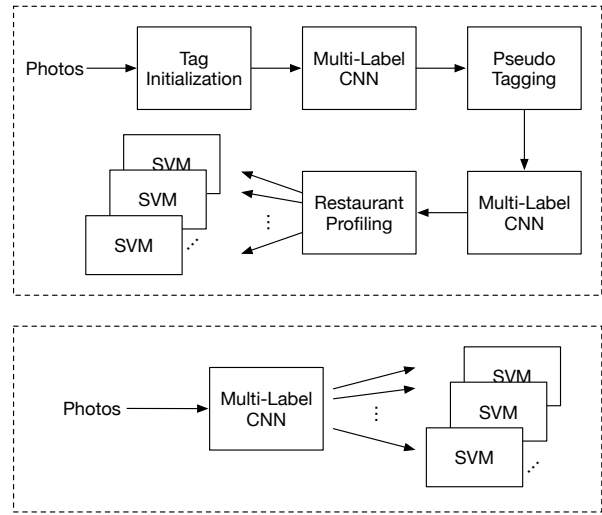 Photos
Tag
Initialization
Multi-Label
CNN
Pseudo
Tagging
SVM
SVM
SVM
...
...
Restaurant
Profiling
Multi-Label
CNN
Photos
Multi-Label
CNN
...
SVM
SVM
SVM
...